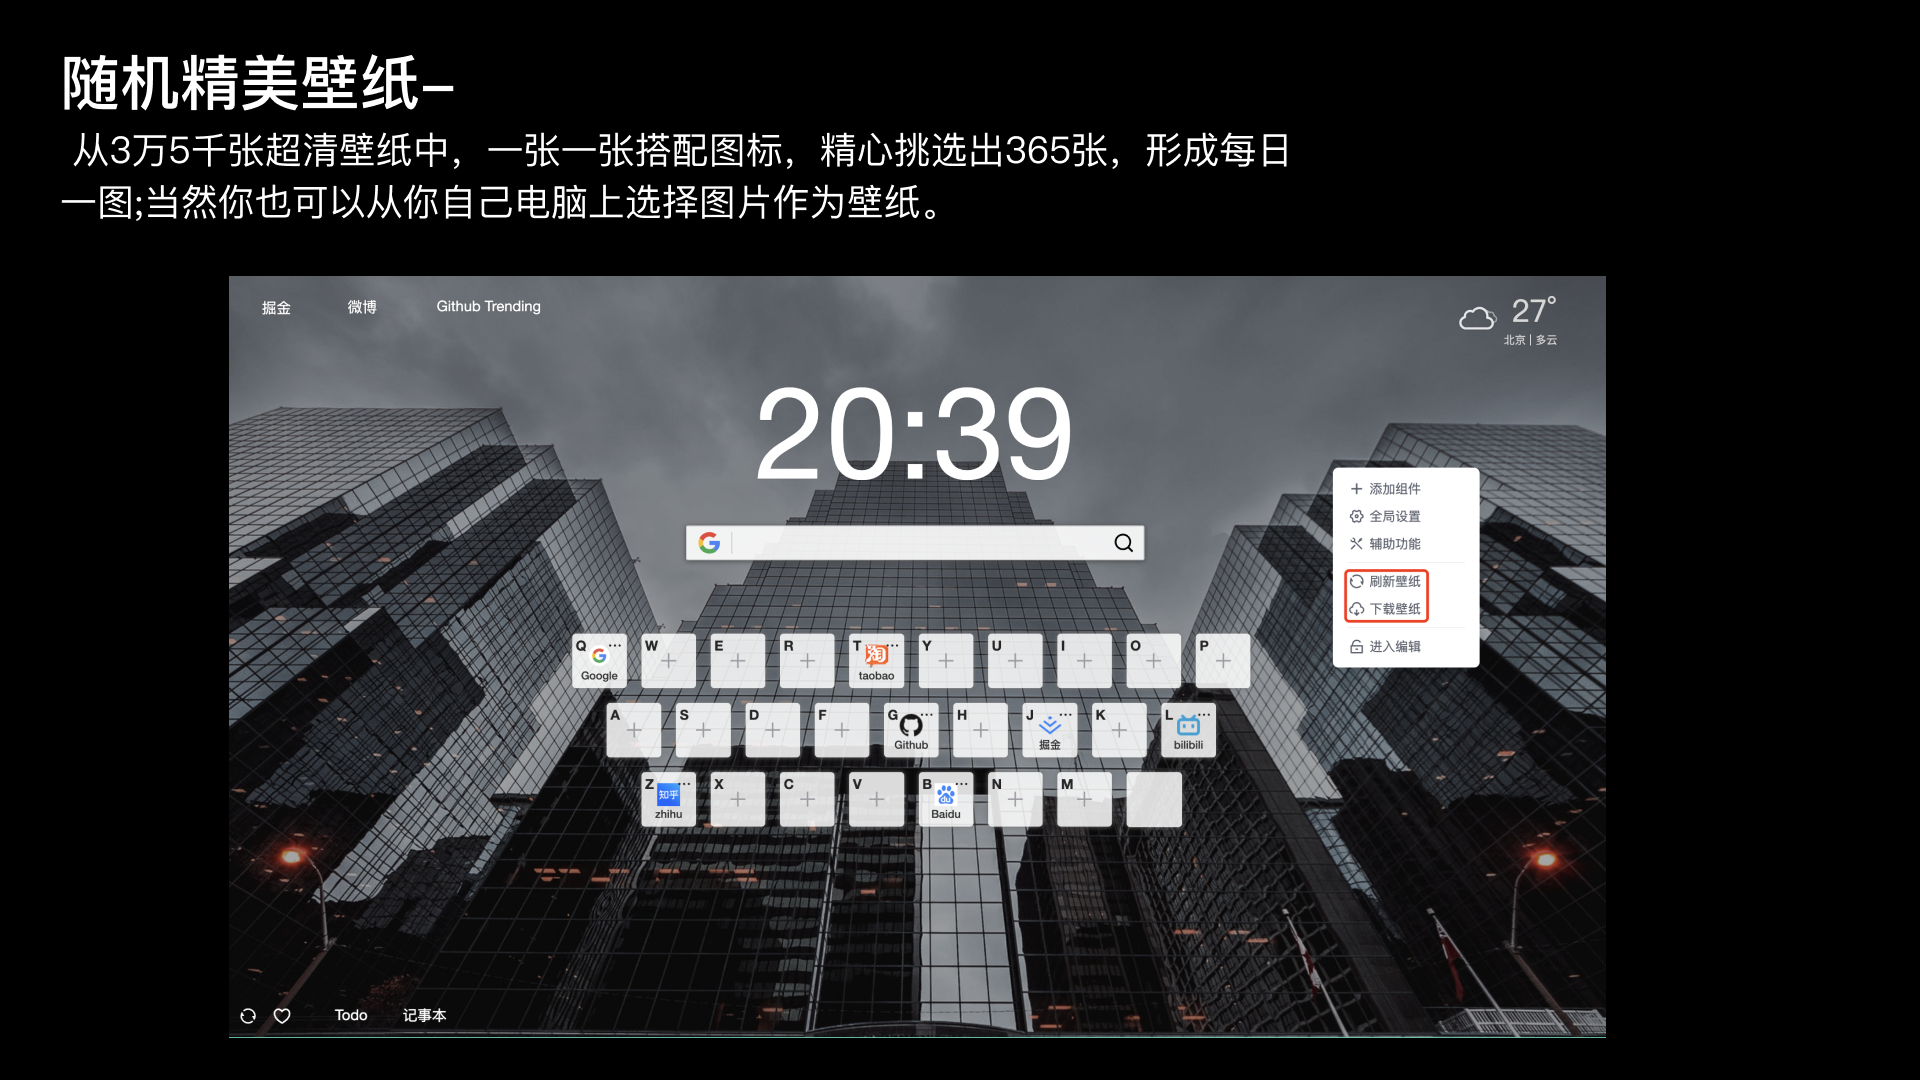 随机精美壁纸–
从3万5千张超清壁纸中，一张一张搭配图标，精心挑选出365张，形成每日
一图;当然你也可以从你自己电脑上选择图片作为壁纸。
掘金 微博 Github Trending
27°
北京 | 多云
20:39
添加组件
全局设置
辅助功能
刷新壁纸
下载壁纸
进入编辑
Q W E R T Y U I O P
淘
Google taobao
A S D F G H J K L
Github 掘金 bilibili
Z X C V B N M
知乎 du
zhihu Baidu
Todo 记事本